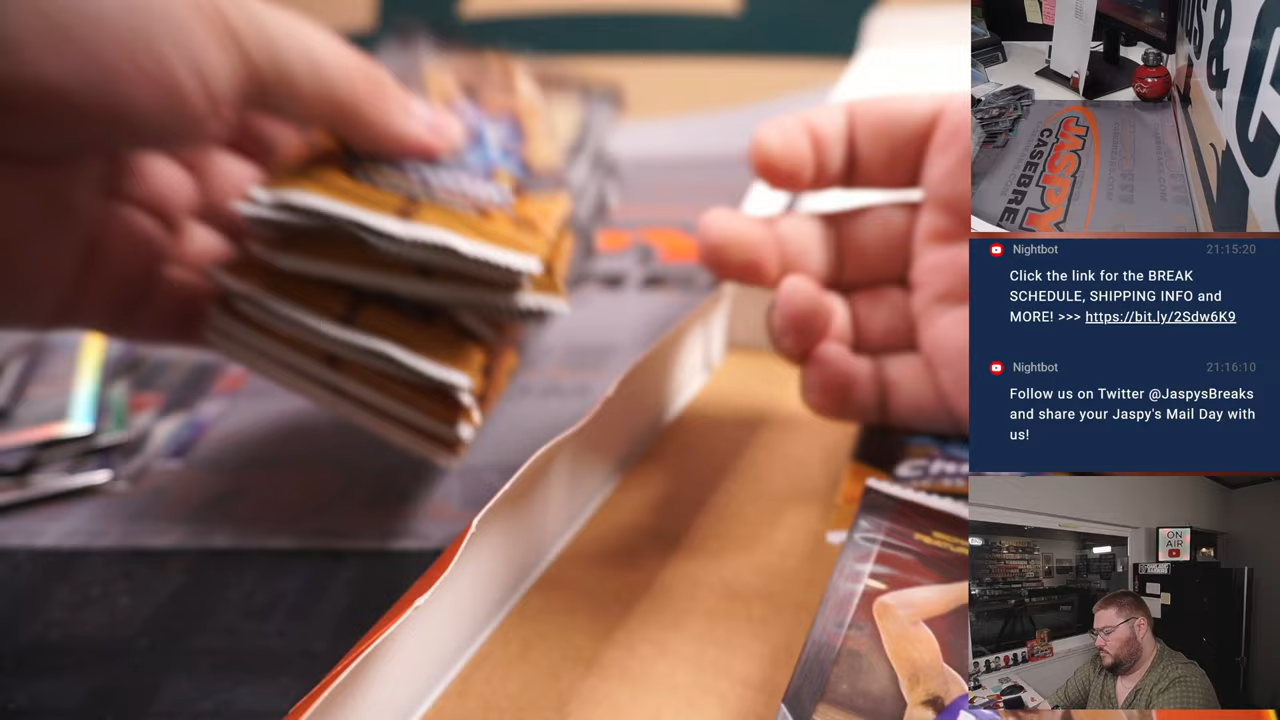 JASPY
CASEBRE
S &
Nightbot 21:15:20
Click the link for the BREAK
SCHEDULE, SHIPPING INFO and
MORE! >>> https://bit.ly/2Sdw6K9
Nightbot 21:16:10
Follow us on Twitter @JaspysBreaks
and share your Jaspy's Mail Day with
us!
ON
AIR